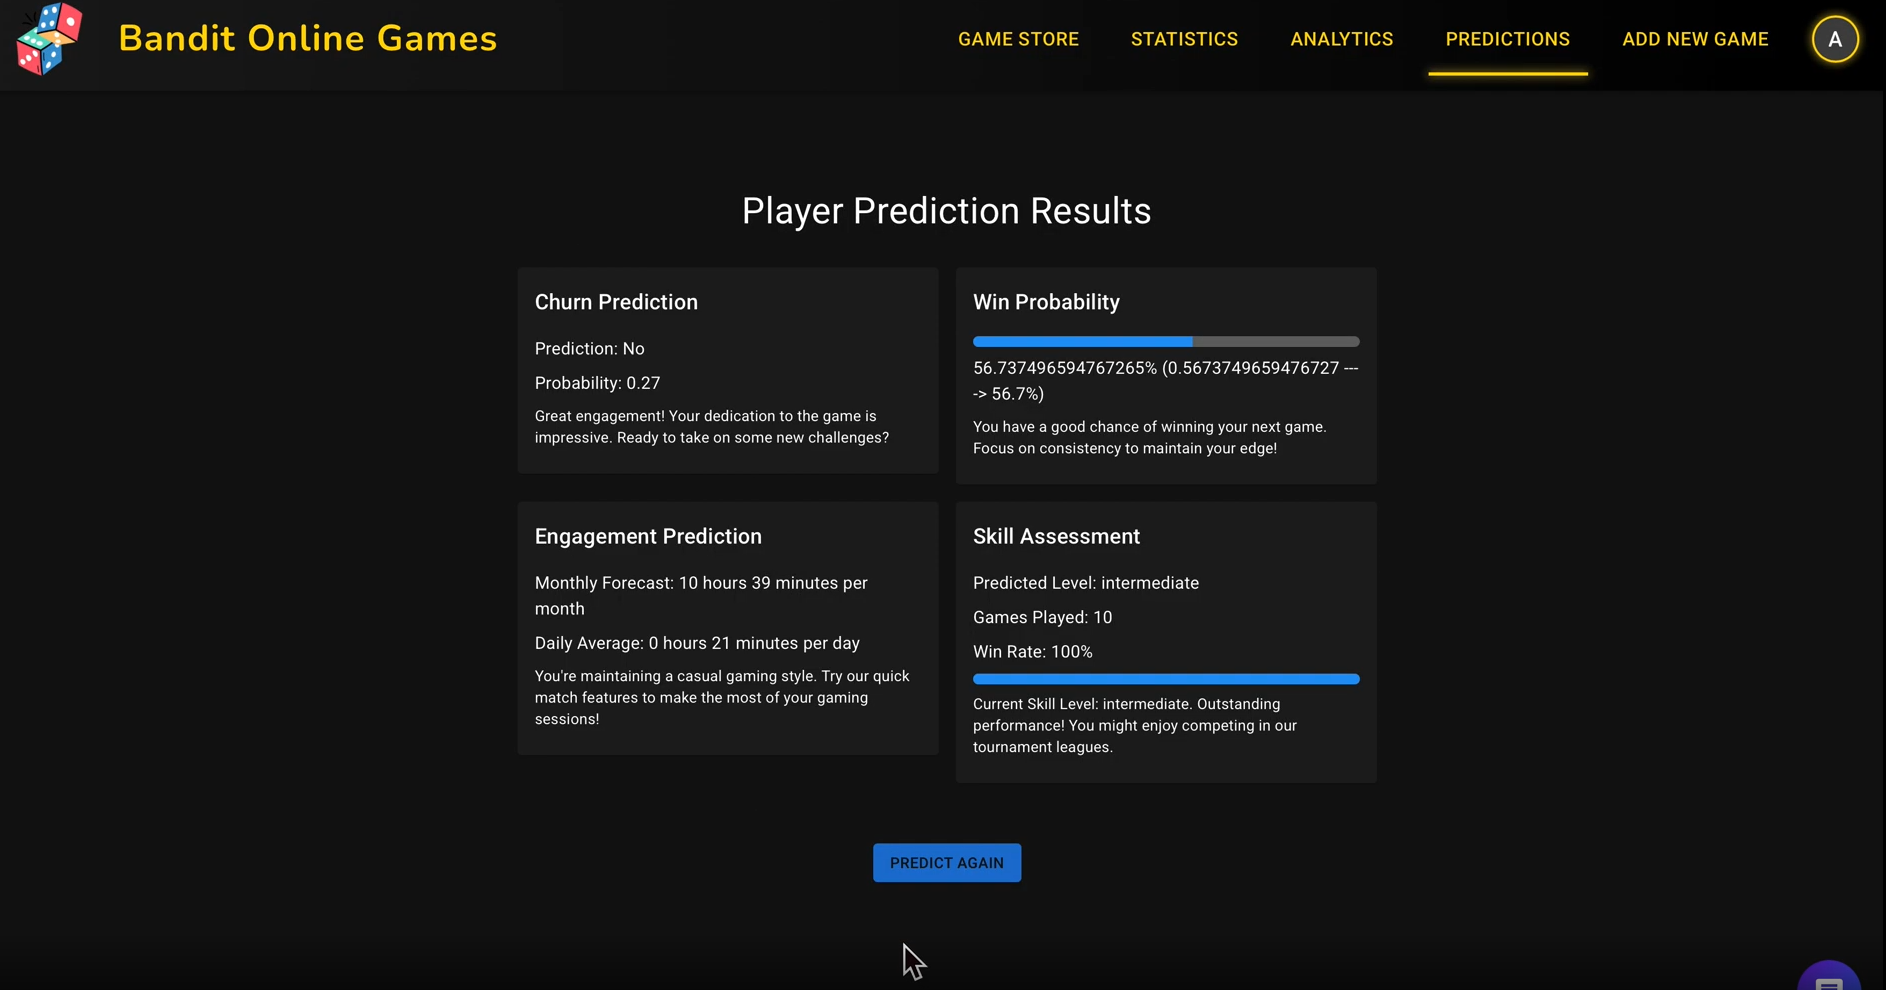 Bandit Online Games
GAME STORE
STATISTICS
ANALYTICS
PREDICTIONS
ADD NEW GAME
A
Player Prediction Results
Churn Prediction
Prediction: No
Probability: 0.27
Great engagement! Your dedication to the game is
impressive. Ready to take on some new challenges?
Win Probability
56.737496594767265% (0.5673749659476727 ---
-> 56.7%)
You have a good chance of winning your next game.
Focus on consistency to maintain your edge!
Engagement Prediction
Monthly Forecast: 10 hours 39 minutes per
month
Daily Average: 0 hours 21 minutes per day
You're maintaining a casual gaming style. Try our quick
match features to make the most of your gaming
sessions!
Skill Assessment
Predicted Level: intermediate
Games Played: 10
Win Rate: 100%
Current Skill Level: intermediate. Outstanding
performance! You might enjoy competing in our
tournament leagues.
PREDICT AGAIN